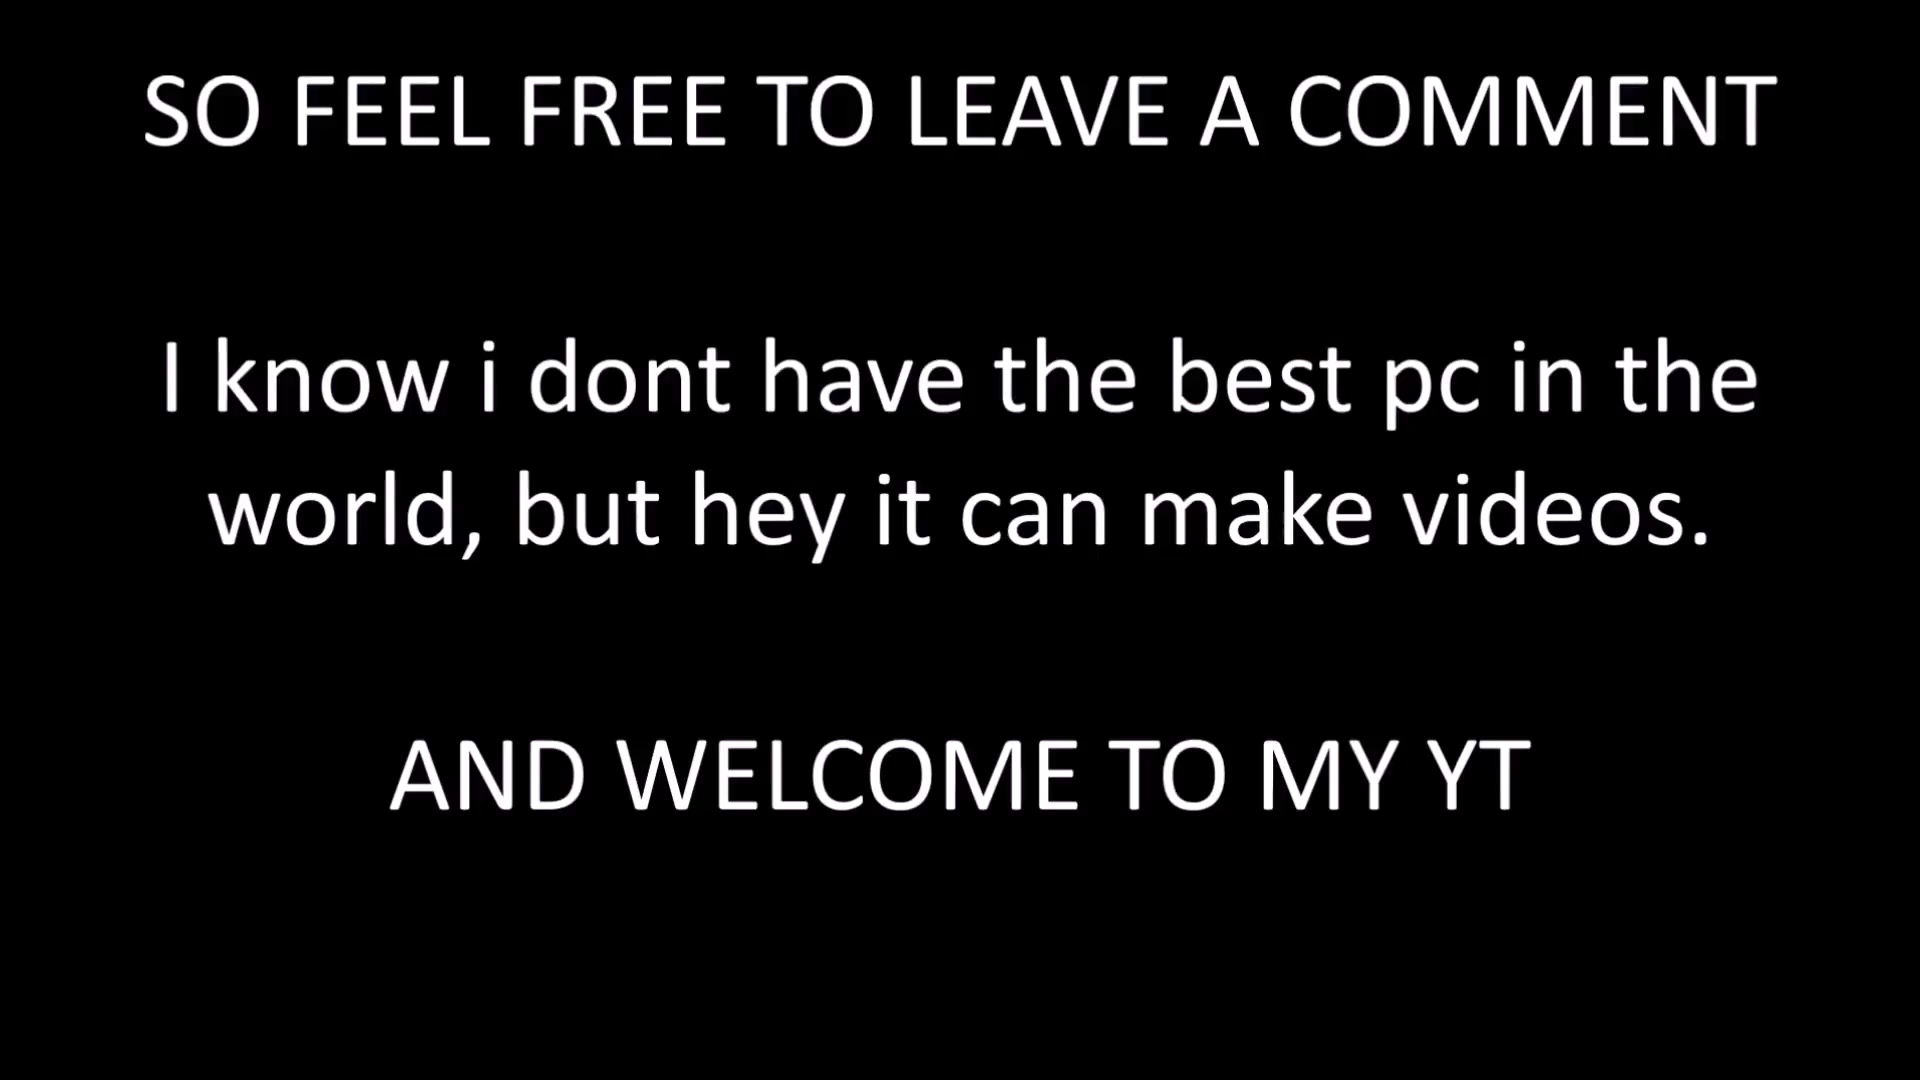 SO FEEL FREE TO LEAVE A COMMENT
I know i dont have the best pc in the
world, but hey it can make videos.
AND WELCOME TO MY YT